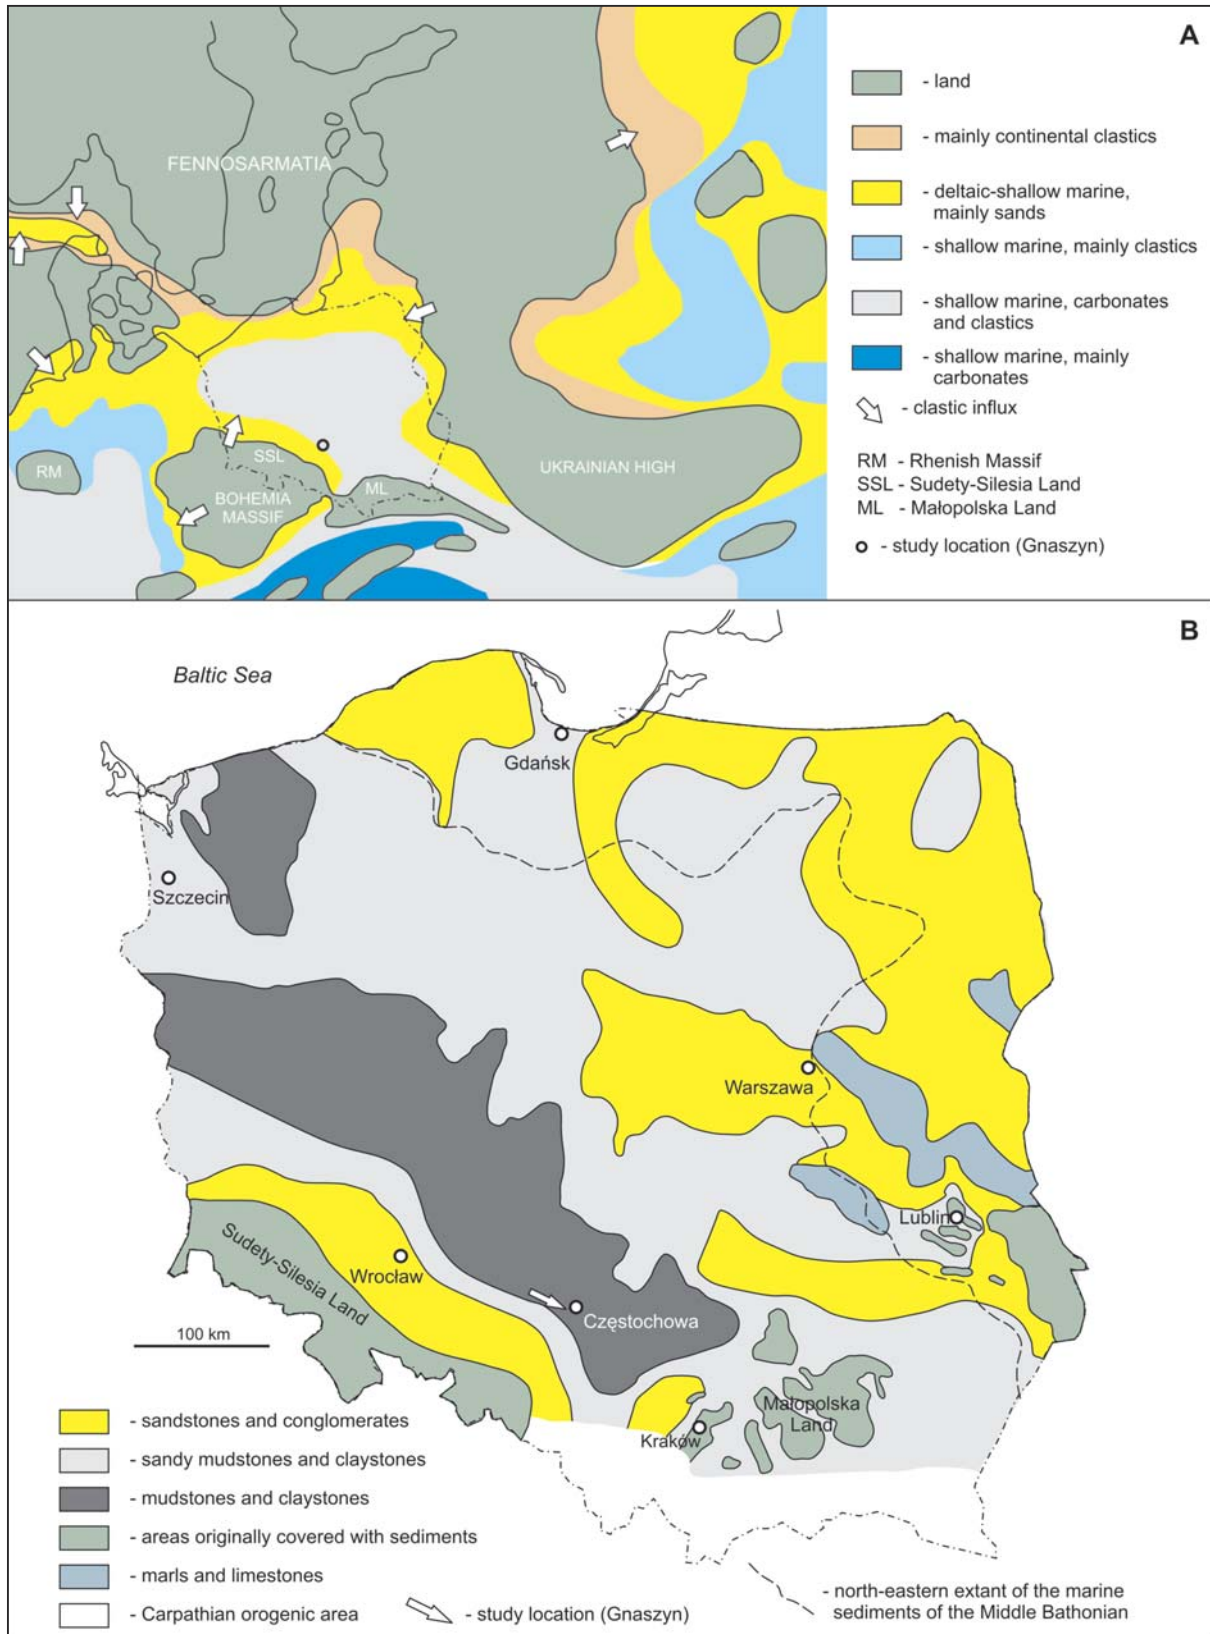 A
- land
- mainly continental clastics
- deltaic-shallow marine,
mainly sands
- shallow marine, mainly clastics
- shallow marine, carbonates
and clastics
- shallow marine, mainly
carbonates
- clastic influx
RM - Rhenish Massif
SSL - Sudety-Silesia Land
ML - Małopolska Land
- study location (Gnaszyn)
FENNOSARMATIA
RM
SSL
BOHEMIA
MASSIF
ML
UKRAINIAN HIGH
B
Baltic Sea
Gdańsk
Szczecin
Warszawa
Lublin
Wrocław
Sudety-Silesia Land
Częstochowa
Małopolska
Land
Kraków
100 km
- sandstones and conglomerates
- sandy mudstones and claystones
- mudstones and claystones
- areas originally covered with sediments
- marls and limestones
- Carpathian orogenic area
- study location (Gnaszyn)
- north-eastern extant of the marine
sediments of the Middle Bathonian